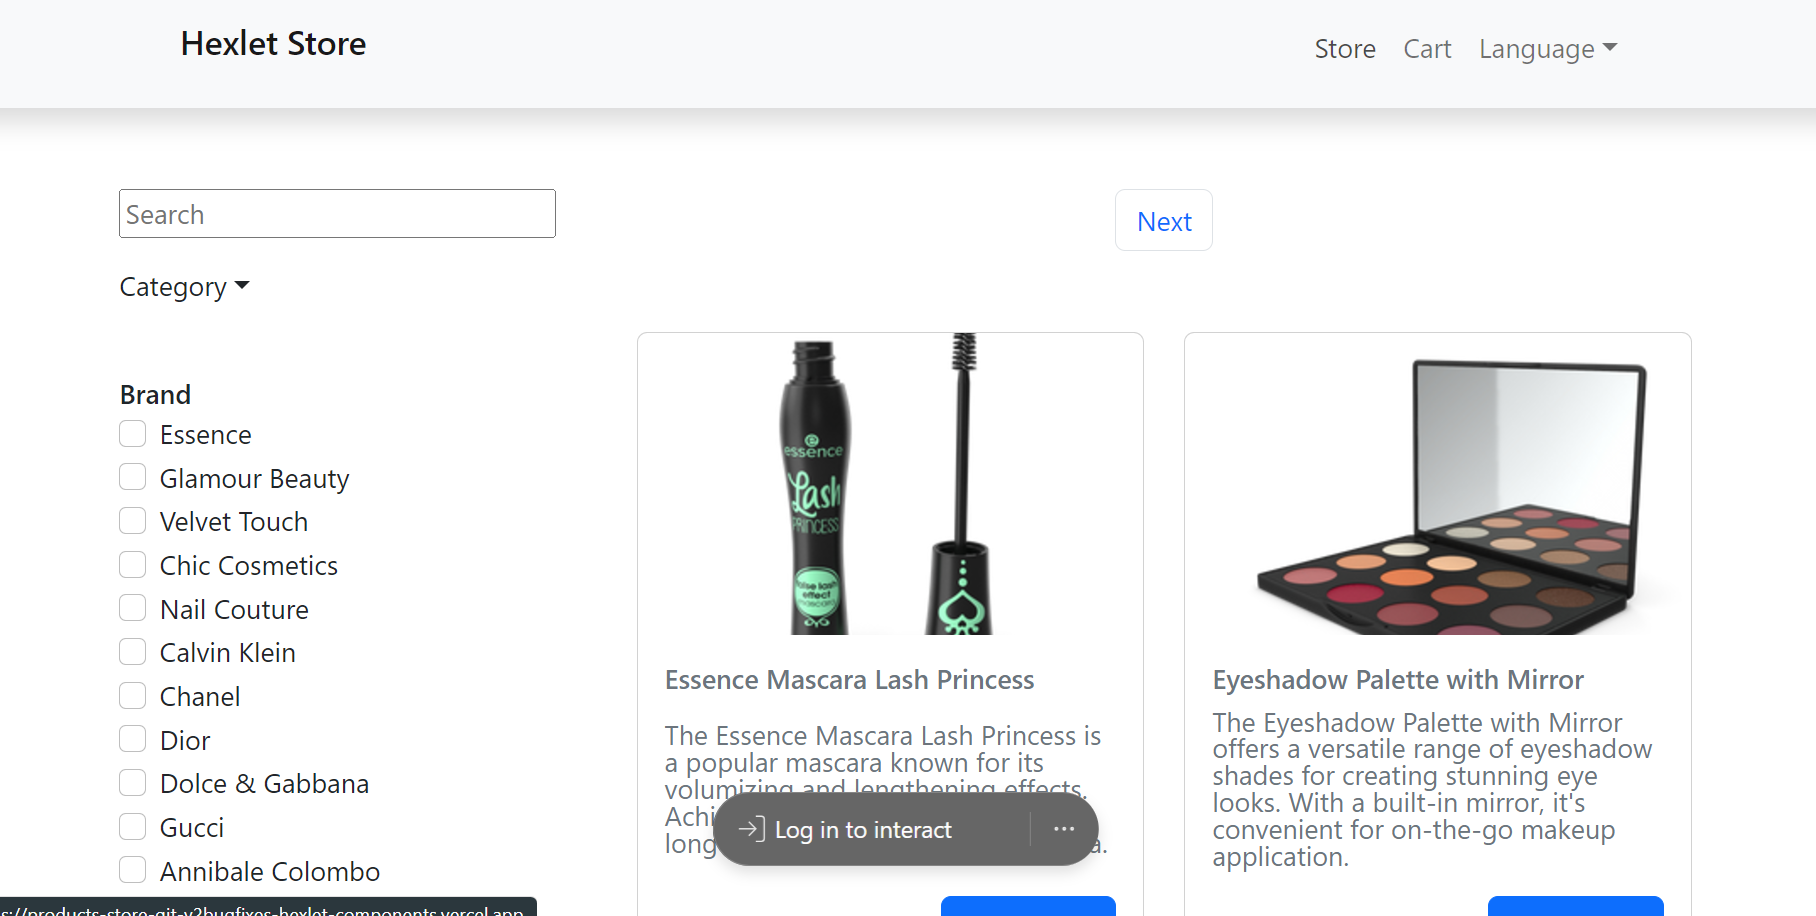 Hexlet Store
Store
Cart
Language
Search
Category
Next
Brand
Essence
Glamour Beauty
Velvet Touch
Chic Cosmetics
Nail Couture
Calvin Klein
Chanel
Dior
Dolce & Gabbana
Gucci
Annibale Colombo
essence
Lash
PRINCESS
false lash
effect
mascara
Essence Mascara Lash Princess
The Essence Mascara Lash Princess is
a popular mascara known for its
volumizing and lengthening effects.
Achi
long
a.
Eyeshadow Palette with Mirror
The Eyeshadow Palette with Mirror
offers a versatile range of eyeshadow
shades for creating stunning eye
looks. With a built-in mirror, it's
convenient for on-the-go makeup
application.
Log in to interact
s://products-store-git-v2bugfixes-hexlet-components.vercel.app